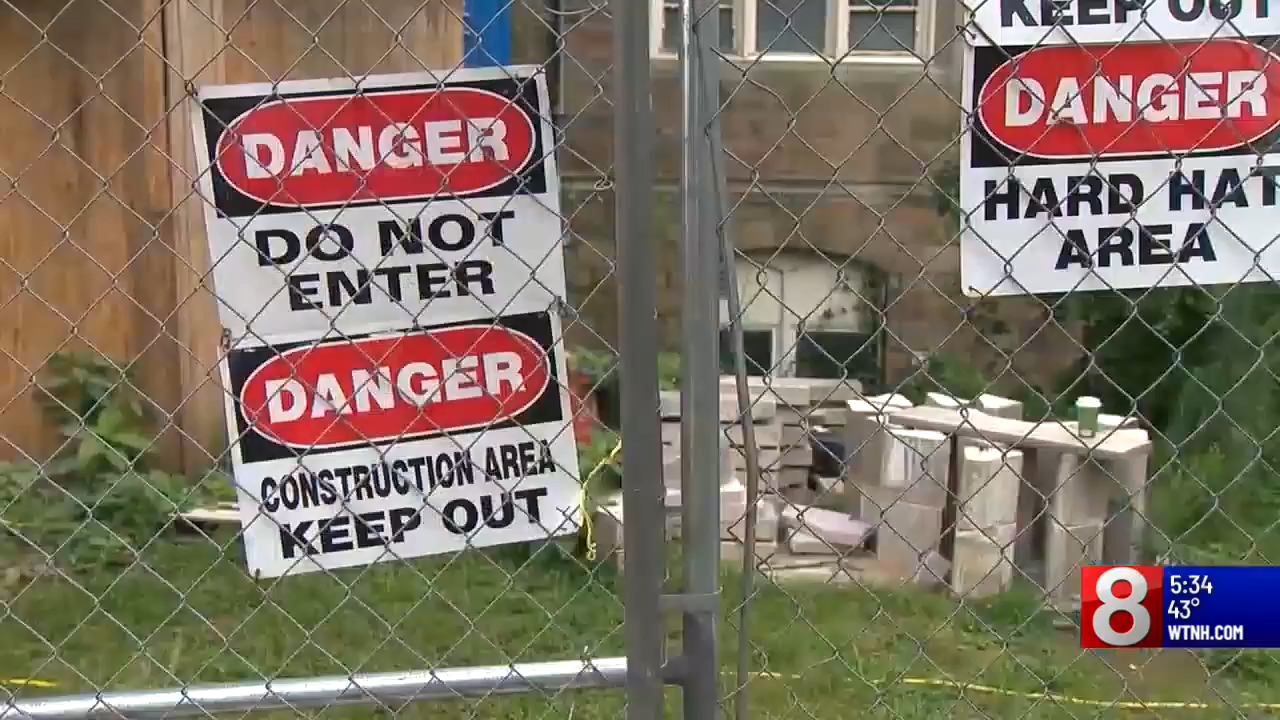 DANGER
DO NOT
ENTER
DANGER
CONSTRUCTION AREA
KEEP OUT
KEEP OUT
DANGER
HARD HAT
AREA
8
5:34
43°
WTNH.COM